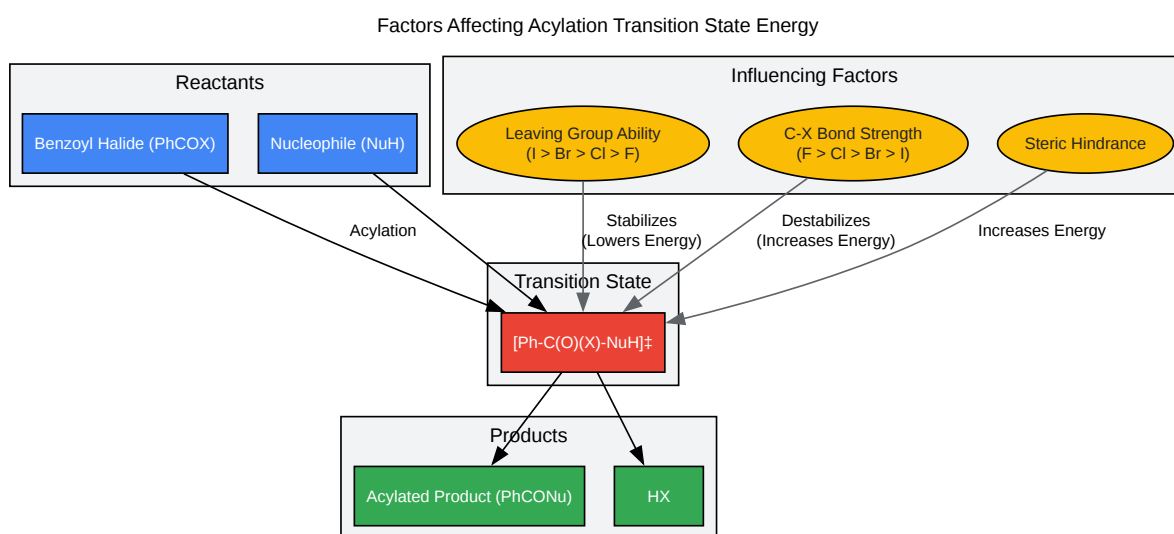 Factors Affecting Acylation Transition State Energy
Reactants
Benzoyl Halide (PhCOX)
Nucleophile (NuH)
Influencing Factors
Leaving Group Ability
(I > Br > Cl > F)
C-X Bond Strength
(F > Cl > Br > I)
Steric Hindrance
Acylation
Stabilizes
(Lowers Energy)
Destabilizes
(Increases Energy)
Increases Energy
Transition State
[Ph-C(O)(X)-NuH]‡
Products
Acylated Product (PhCONu)
HX